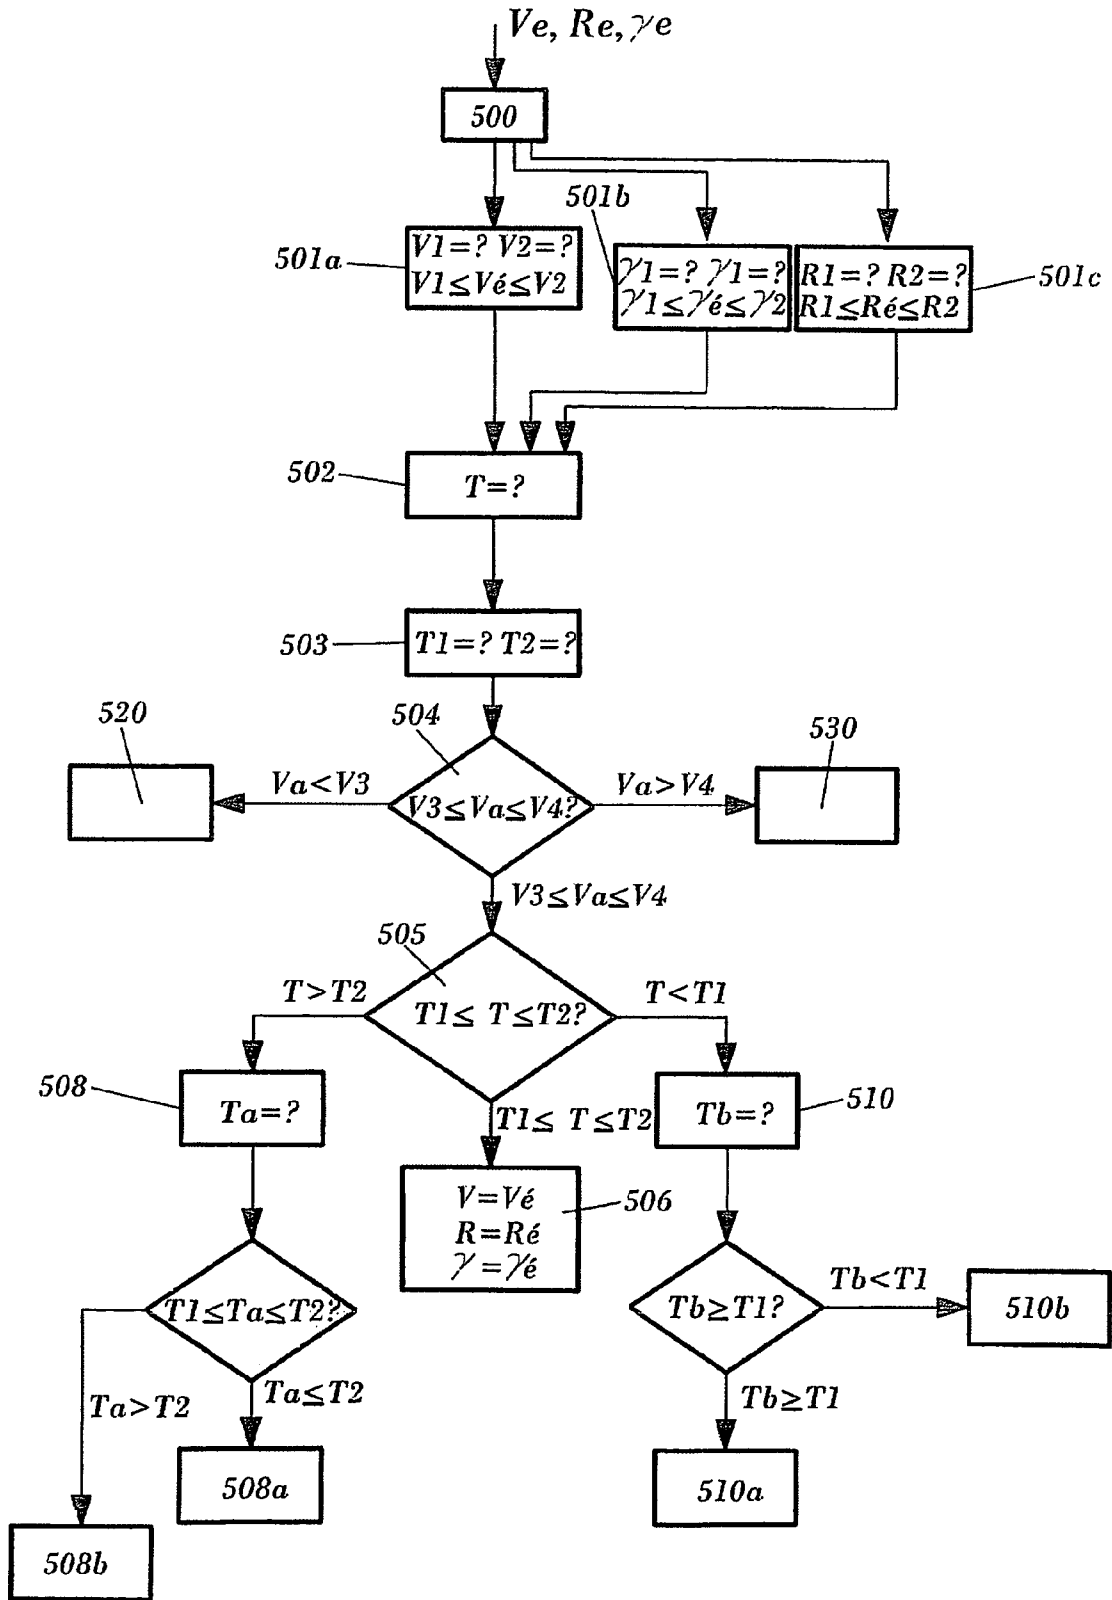 Ve, Re, γe
500
501b
501a
V1=? V2=?
V1≤Vé≤V2
γ1=? γ1=?
γ1≤γé≤γ2
R1=? R2=?
R1≤Ré≤R2
501c
502
T=?
503
T1=? T2=?
520
504
530
Va<V3
V3≤Va≤V4?
Va>V4
V3≤Va≤V4
505
T>T2
T1≤ T≤T2?
T<T1
508
Ta=?
T1≤ T≤T2
Tb=?
510
V=Vé
R=Ré
γ=γé
506
T1≤Ta≤T2?
Tb≥T1?
Tb<T1
510b
Ta>T2
Ta≤T2
Tb≥T1
508a
510a
508b